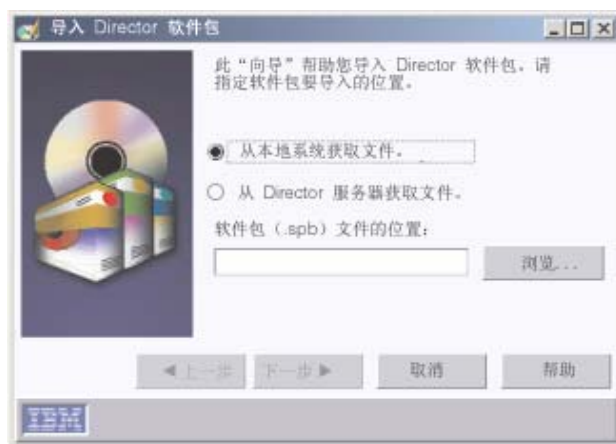 导入 Director 软件包
此“向导”帮助您导入 Director 软件包。请
指定软件包要导入的位置。
从本地系统获取文件。
从 Director 服务器获取文件。
软件包（.spb）文件的位置：
浏览...
◀上一步
下一步▶
取消
帮助
IBM